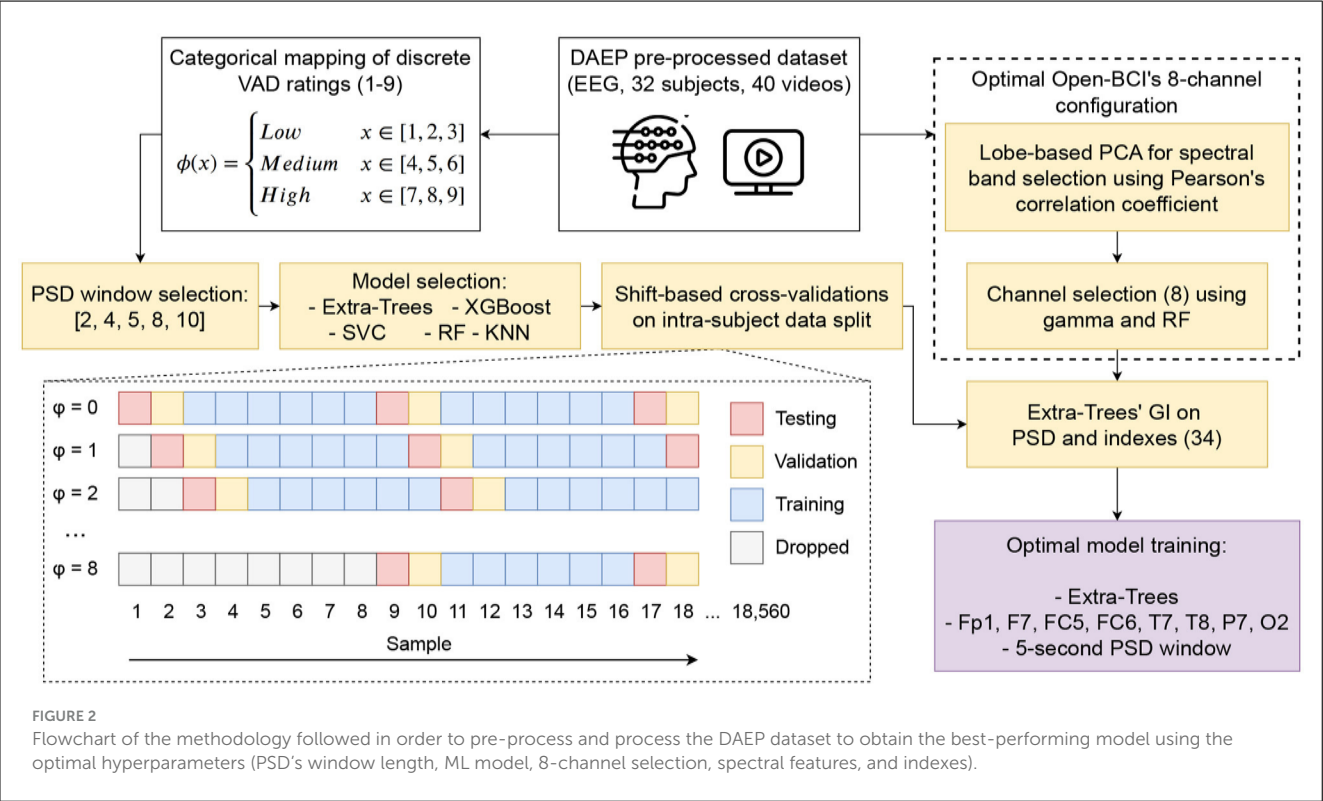 Categorical mapping of discrete
VAD ratings (1-9)
ϕ(x) = { Low x ∈ [1, 2, 3]
Medium x ∈ [4, 5, 6]
High x ∈ [7, 8, 9]
DAEP pre-processed dataset
(EEG, 32 subjects, 40 videos)
Optimal Open-BCI's 8-channel
configuration
Lobe-based PCA for spectral
band selection using Pearson's
correlation coefficient
Channel selection (8) using
gamma and RF
PSD window selection:
[2, 4, 5, 8, 10]
Model selection:
- Extra-Trees - XGBoost
- SVC - RF - KNN
Shift-based cross-validations
on intra-subject data split
Extra-Trees' GI on
PSD and indexes (34)
Optimal model training:
- Extra-Trees
- Fp1, F7, FC5, FC6, T7, T8, P7, O2
- 5-second PSD window
φ = 0
φ = 1
φ = 2
...
φ = 8
1 2 3 4 5 6 7 8 9 10 11 12 13 14 15 16 17 18 ... 18,560
Sample
Testing
Validation
Training
Dropped
FIGURE 2
Flowchart of the methodology followed in order to pre-process and process the DAEP dataset to obtain the best-performing model using the
optimal hyperparameters (PSD's window length, ML model, 8-channel selection, spectral features, and indexes).